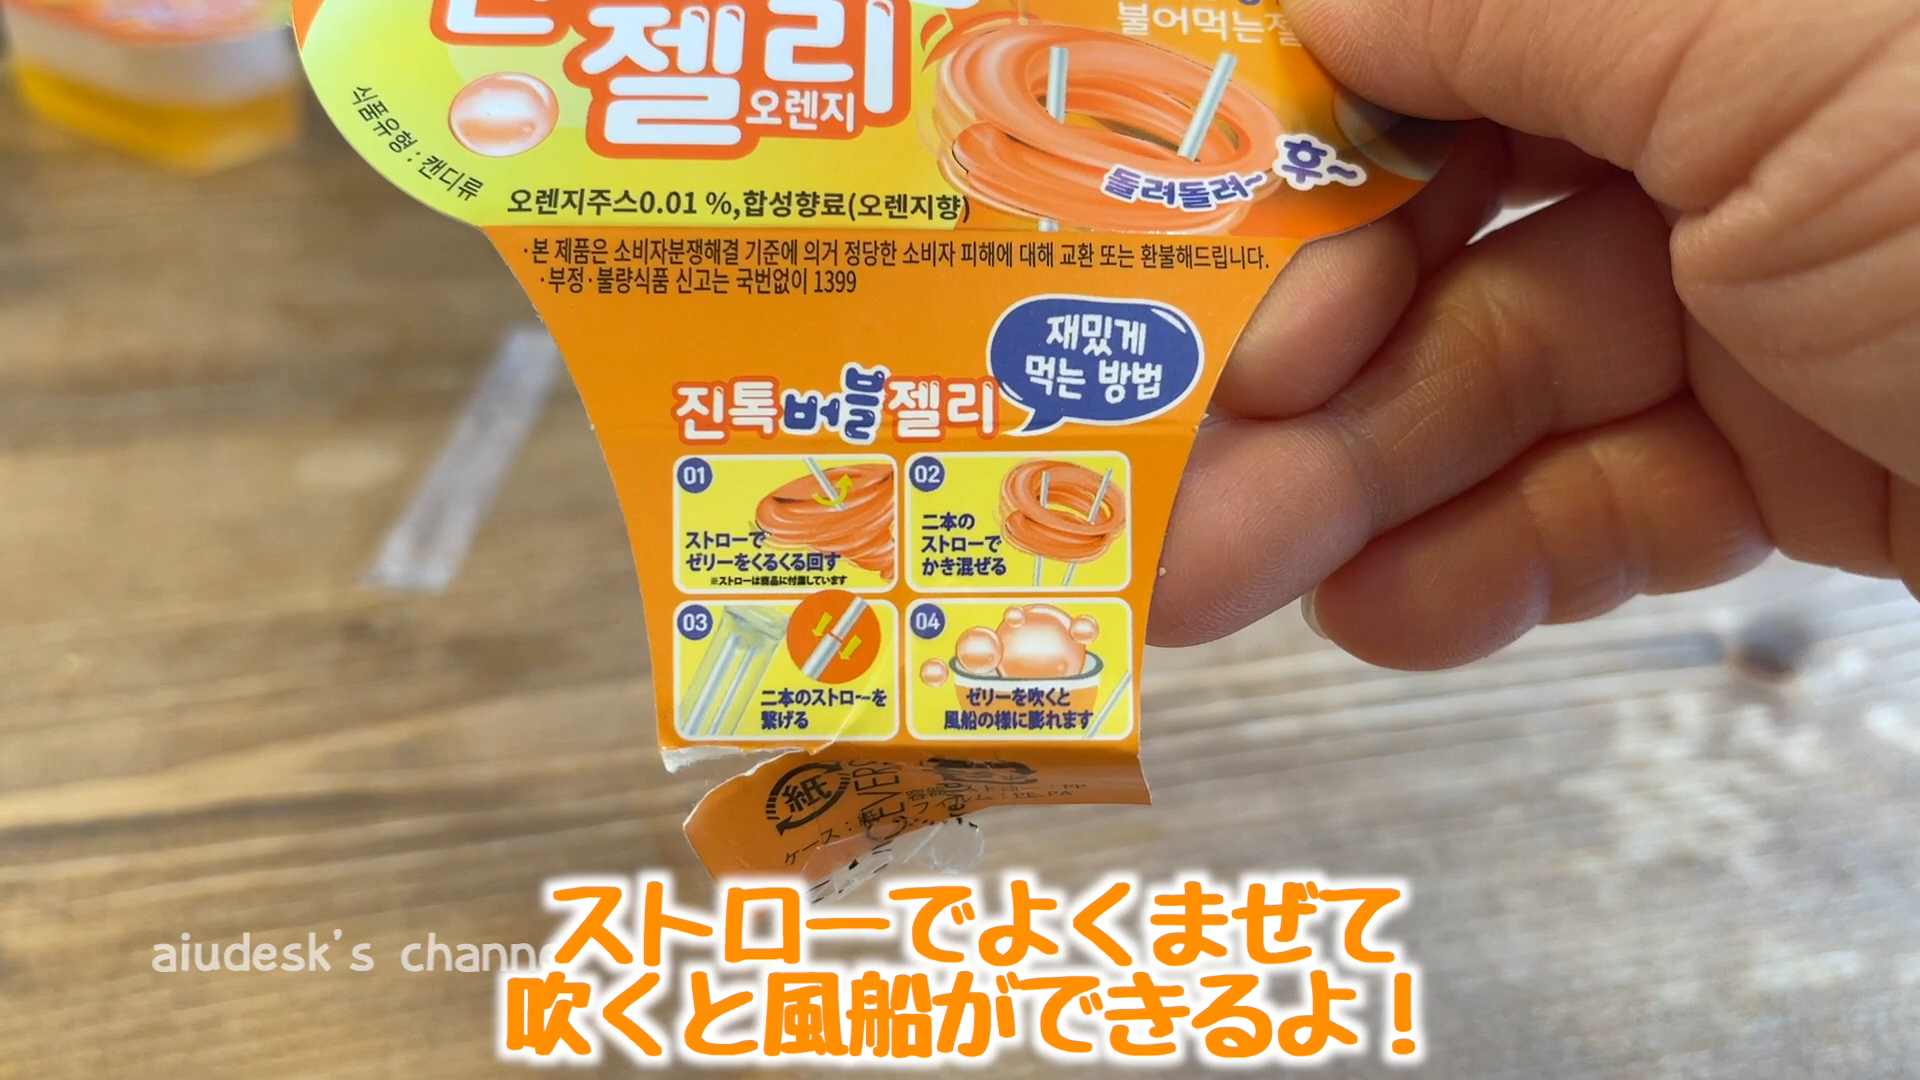 젤리
오렌지
불어먹는
식품유형 : 캔디류
돌려돌려~
후~
오렌지주스0.01 %,합성향료(오렌지향)
·본 제품은 소비자분쟁해결 기준에 의거 정당한 소비자 피해에 대해 교환 또는 환불해드립니다.
·부정·불량식품 신고는 국번없이 1399
재밌게
먹는 방법
진톡버블젤리
01
ストローで
ゼリーをくるくる回す
※ストローは商品に付属しています
02
二本の
ストローで
かき混ぜる
03
二本のストローを
繋げる
04
ゼリーを吹くと
風船の様に膨れます
紙
ケース：紙
aiudesk's channe
ストローでよくまぜて
吹くと風船ができるよ！